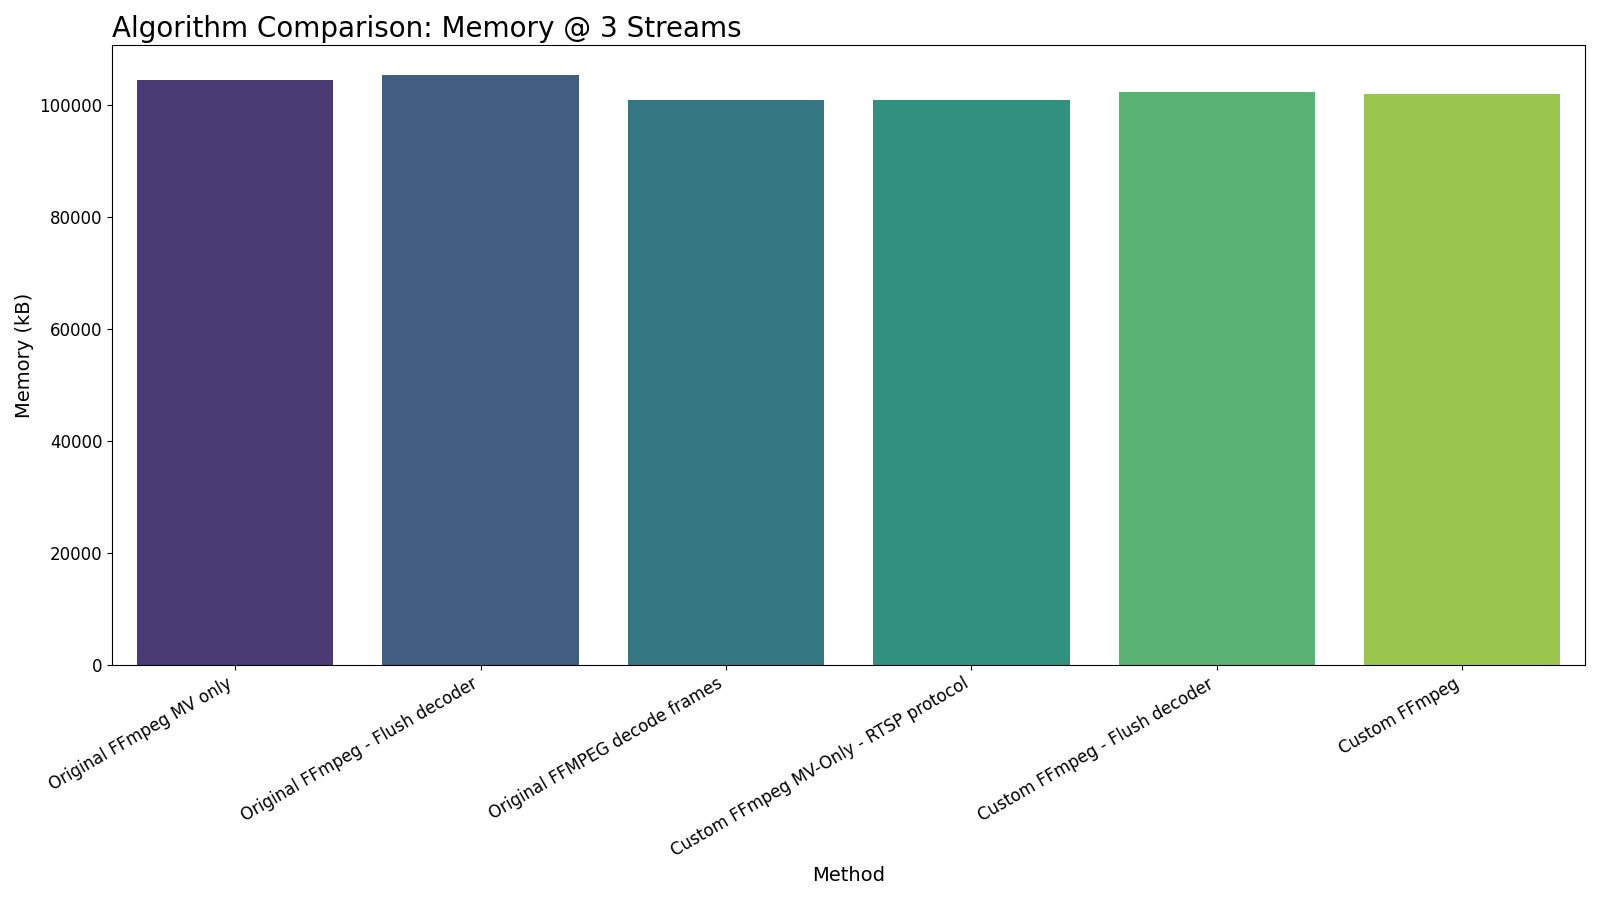 Algorithm Comparison: Memory @ 3 Streams
Memory (kB)
100000
80000
60000
40000
20000
0
Original FFmpeg MV only
Original FFmpeg - Flush decoder
Original FFMPEG decode frames
Custom FFmpeg MV-Only - RTSP protocol
Custom FFmpeg - Flush decoder
Custom FFmpeg
Method